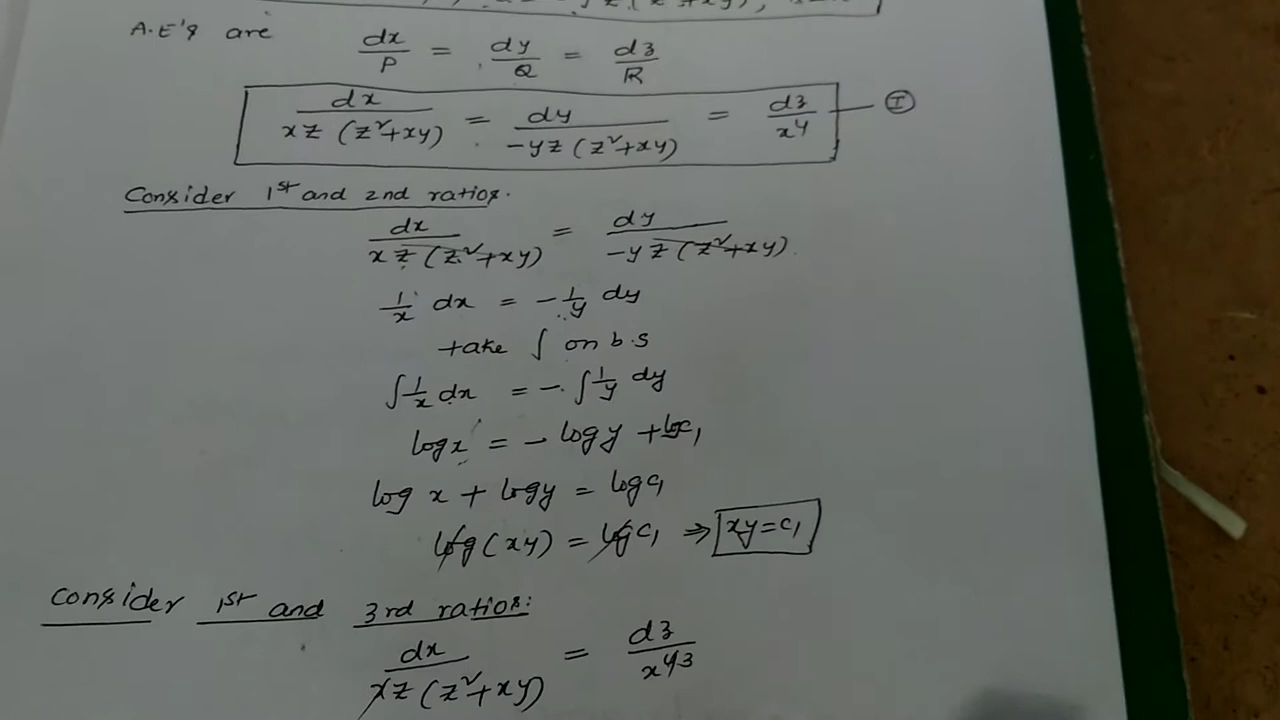 A.E's are dx/P = dy/Q = dz/R
dx/xz(z²+xy) = dy/-yz(z²+xy) = dz/x⁴ — Ⓘ
Consider 1st and 2nd ratios.
dx/xz(z²+xy) = dy/-yz(z²+xy)
1/x dx = -1/y dy
take ∫ on b.s
∫1/x dx = -∫1/y dy
log x = - log y + log c₁
log x + log y = log c₁
log(xy) = log c₁ ⇒ xy = c₁
Consider 1st and 3rd ratios:
dx/xz(z²+xy) = dz/x⁴3